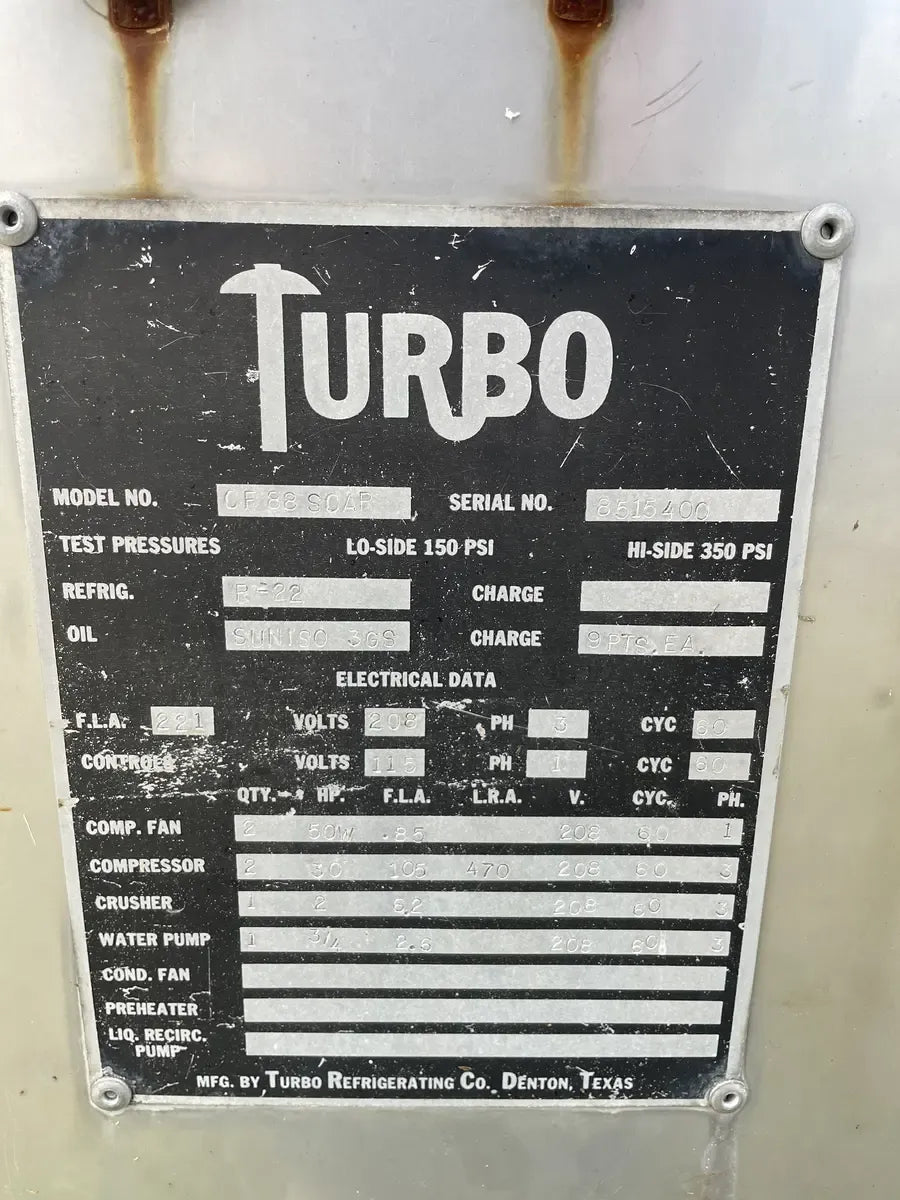 TURBO
MODEL NO. CF 88 SCAR SERIAL NO. 8515400
TEST PRESSURES LO-SIDE 150 PSI HI-SIDE 350 PSI
REFRIG. R-22 CHARGE
OIL SUNISO 3GS CHARGE 9 PTS. EA.
ELECTRICAL DATA
F.L.A. 221 VOLTS 208 PH 3 CYC 60
CONTROLS VOLTS 115 PH 1 CYC 60
QTY. HP. F.L.A. L.R.A. V. CYC. PH.
COMP. FAN 2 50W .85 208 60 1
COMPRESSOR 2 30 105 470 208 60 3
CRUSHER 1 2 6.2 208 60 3
WATER PUMP 1 3/4 2.6 208 60 3
COND. FAN
PREHEATER
LIQ. RECIRC.
PUMP
MFG. BY TURBO REFRIGERATING CO. DENTON, TEXAS